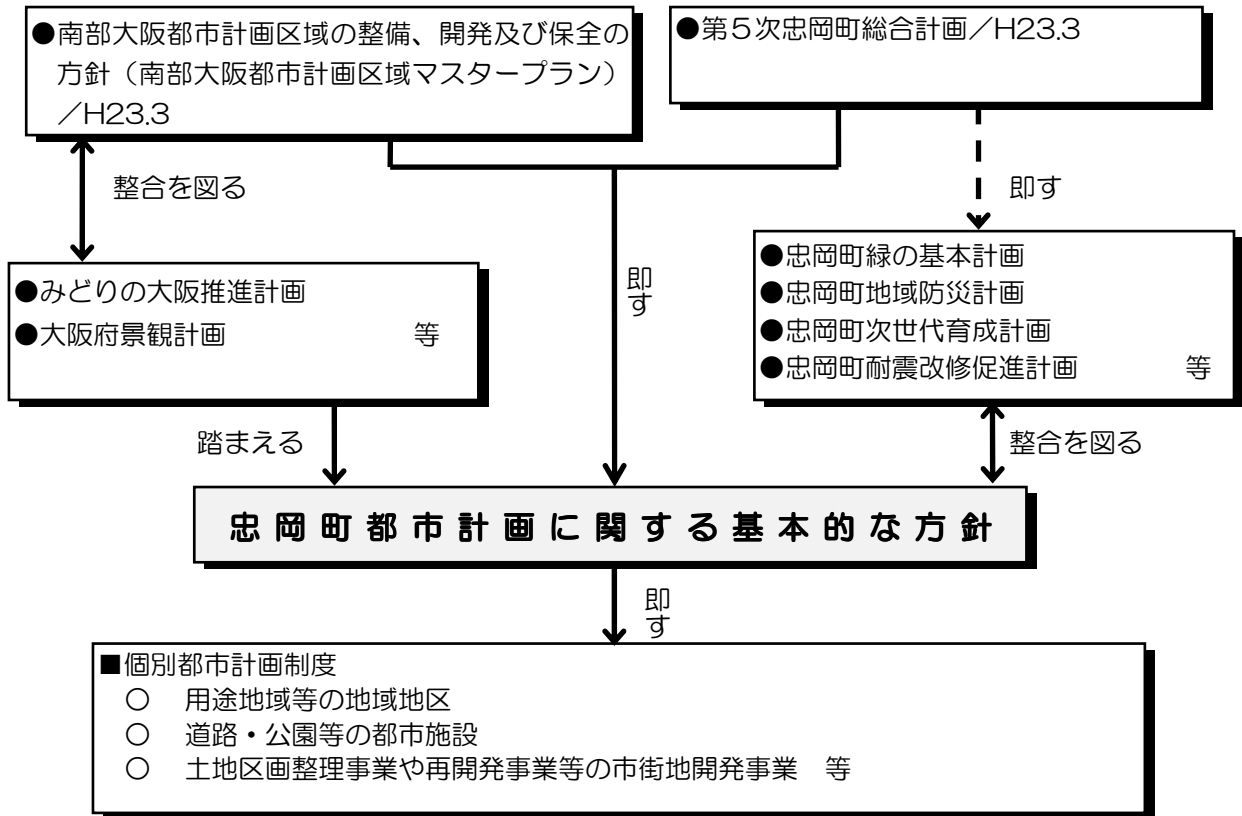 ●南部大阪都市計画区域の整備、開発及び保全の
方針（南部大阪都市計画区域マスタープラン）
／H23.3
●第５次忠岡町総合計画／H23.3
整合を図る
即す
●みどりの大阪推進計画
●大阪府景観計画　等
即す
●忠岡町緑の基本計画
●忠岡町地域防災計画
●忠岡町次世代育成計画
●忠岡町耐震改修促進計画　等
踏まえる
整合を図る
忠岡町都市計画に関する基本的な方針
即す
■個別都市計画制度
○　用途地域等の地域地区
○　道路・公園等の都市施設
○　土地区画整理事業や再開発事業等の市街地開発事業　等